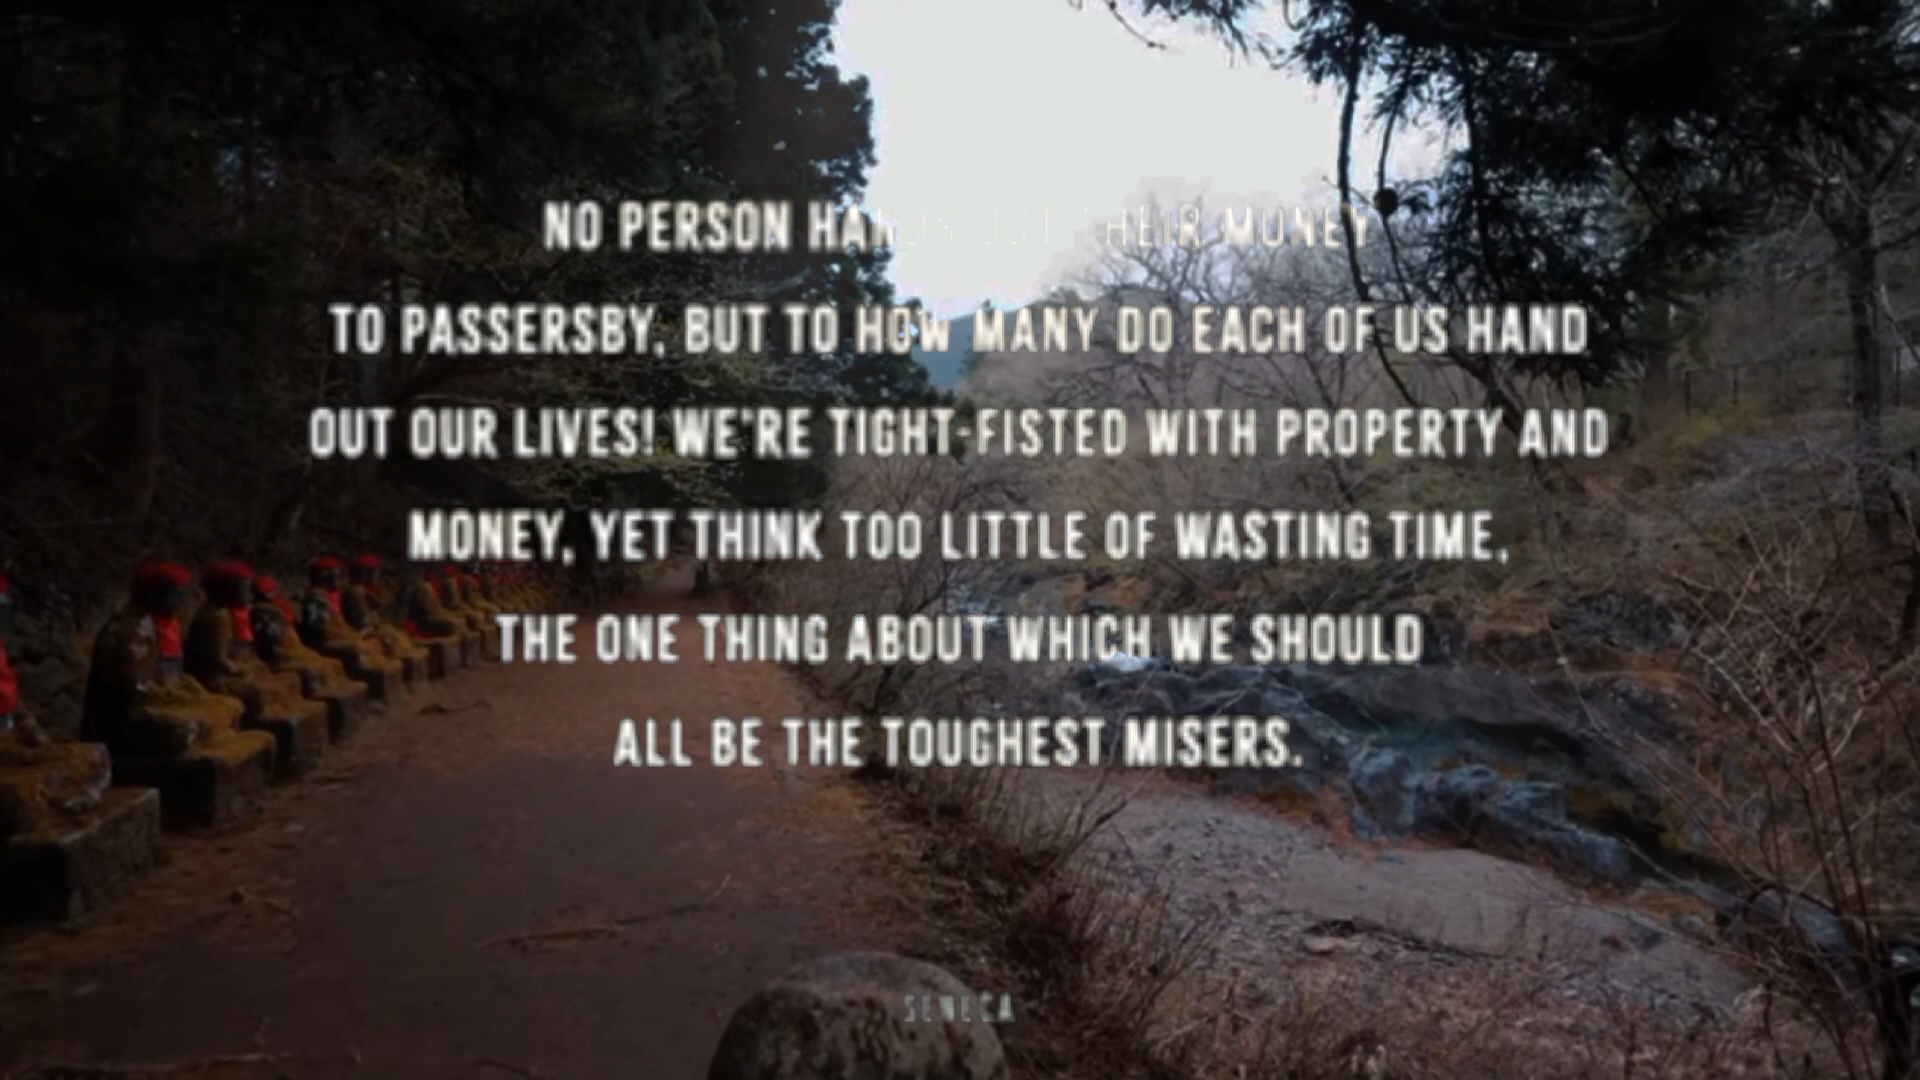 NO PERSON HANDS OUT THEIR MONEY
TO PASSERSBY, BUT TO HOW MANY DO EACH OF US HAND
OUT OUR LIVES! WE'RE TIGHT-FISTED WITH PROPERTY AND
MONEY, YET THINK TOO LITTLE OF WASTING TIME,
THE ONE THING ABOUT WHICH WE SHOULD
ALL BE THE TOUGHEST MISERS.
SENECA